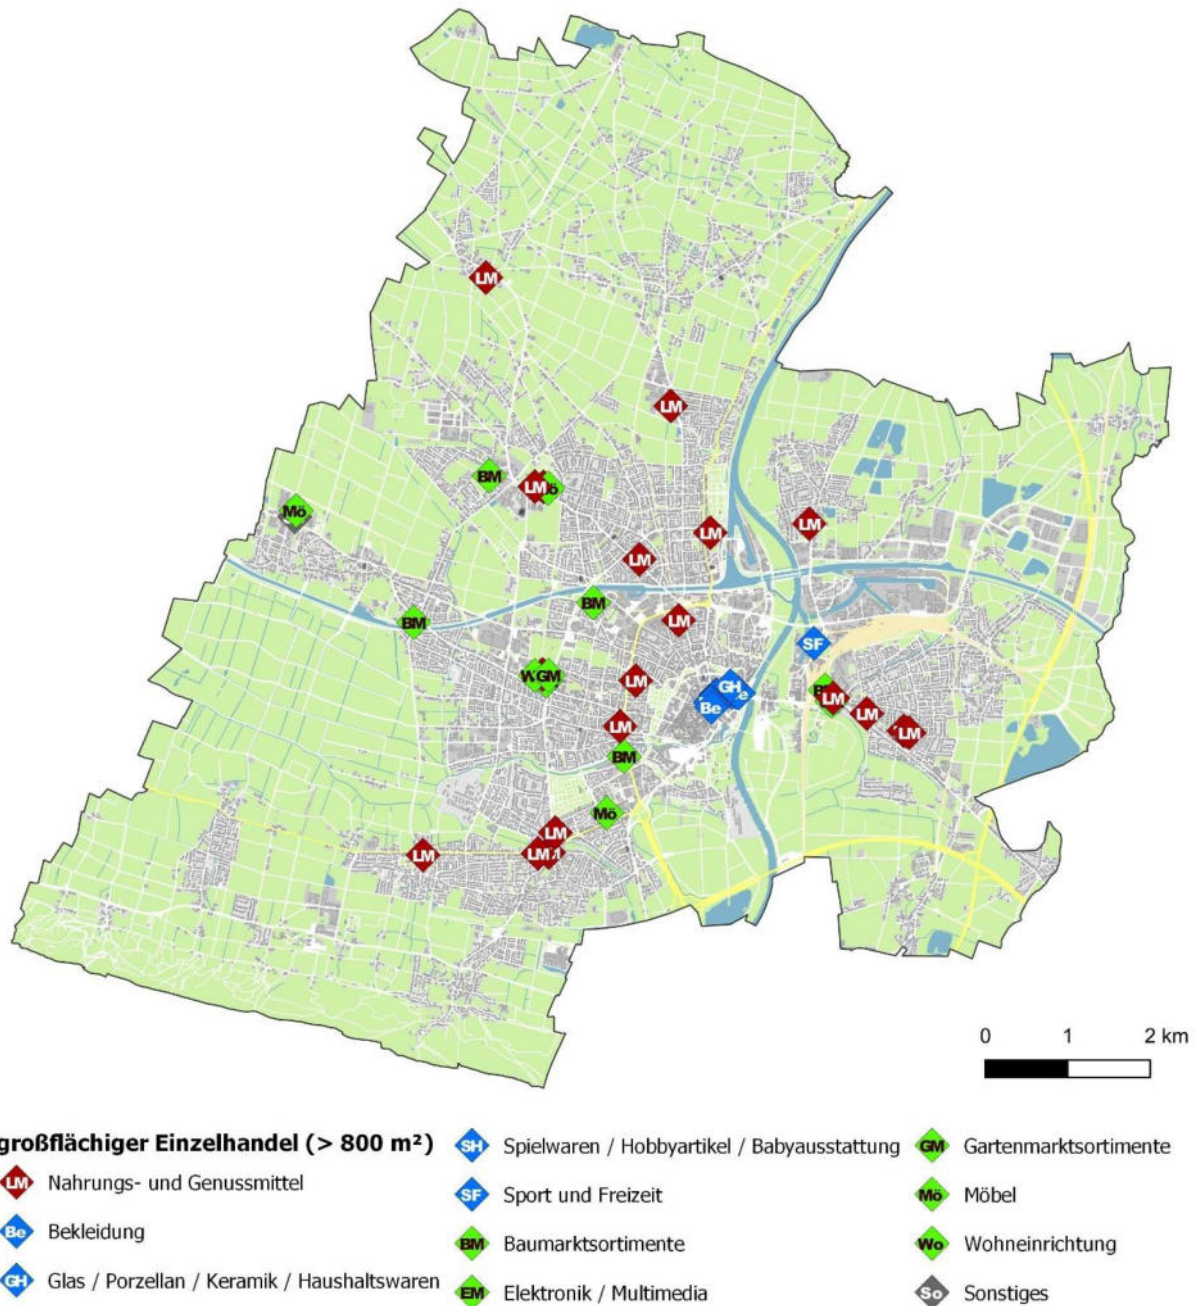 LM
LM
BM
LM
Mö
LM
LM
LM
BM
BM
LM
SF
GM
LM
GH
Be
LM
LM
LM
LM
BM
Mö
LM
LM
LM
0 1 2 km
großflächiger Einzelhandel (> 800 m²)
LM Nahrungs- und Genussmittel
Be Bekleidung
GH Glas / Porzellan / Keramik / Haushaltswaren
SH Spielwaren / Hobbyartikel / Babyausstattung
SF Sport und Freizeit
BM Baumarktsortimente
EM Elektronik / Multimedia
GM Gartenmarktsortimente
Mö Möbel
Wo Wohneinrichtung
So Sonstiges